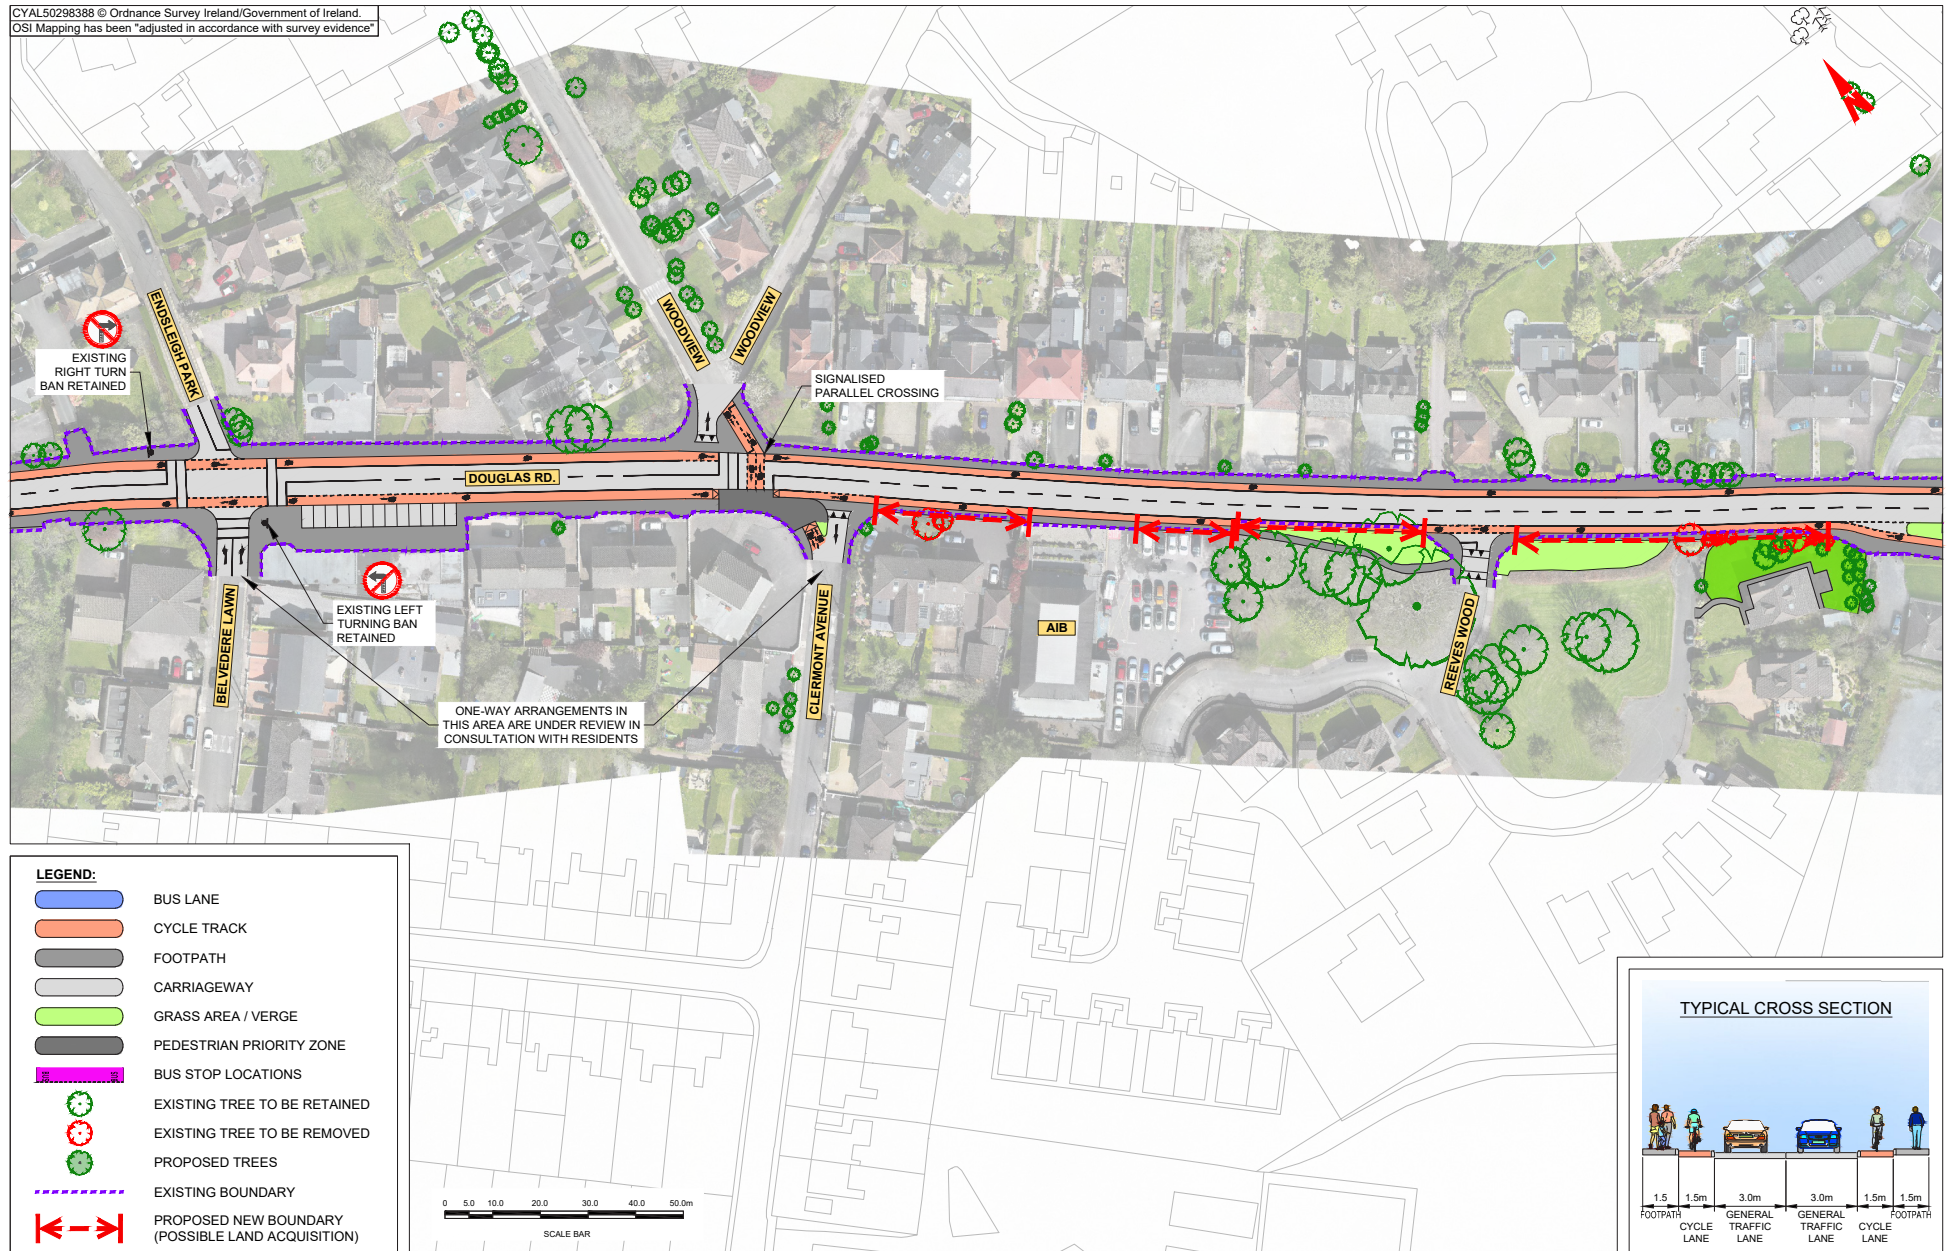 CYAL50298388 © Ordnance Survey Ireland/Government of Ireland.
OSI Mapping has been "adjusted in accordance with survey evidence"
N
ENDSLEIGH PARK
EXISTING
RIGHT TURN
BAN RETAINED
WOODVIEW
WOODVIEW
SIGNALISED
PARALLEL CROSSING
DOUGLAS RD.
EXISTING LEFT
TURNING BAN
RETAINED
BELVEDERE LAWN
CLERMONT AVENUE
AIB
REEVES WOOD
ONE-WAY ARRANGEMENTS IN
THIS AREA ARE UNDER REVIEW IN
CONSULTATION WITH RESIDENTS
LEGEND:
BUS LANE
CYCLE TRACK
FOOTPATH
CARRIAGEWAY
GRASS AREA / VERGE
PEDESTRIAN PRIORITY ZONE
BUS STOP LOCATIONS
EXISTING TREE TO BE RETAINED
EXISTING TREE TO BE REMOVED
PROPOSED TREES
EXISTING BOUNDARY
PROPOSED NEW BOUNDARY
(POSSIBLE LAND ACQUISITION)
0 5.0 10.0 20.0 30.0 40.0 50.0m
SCALE BAR
TYPICAL CROSS SECTION
1.5 1.5m 3.0m 3.0m 1.5m 1.5m
FOOTPATH
CYCLE
LANE
GENERAL
TRAFFIC
LANE
GENERAL
TRAFFIC
LANE
CYCLE
LANE
FOOTPATH